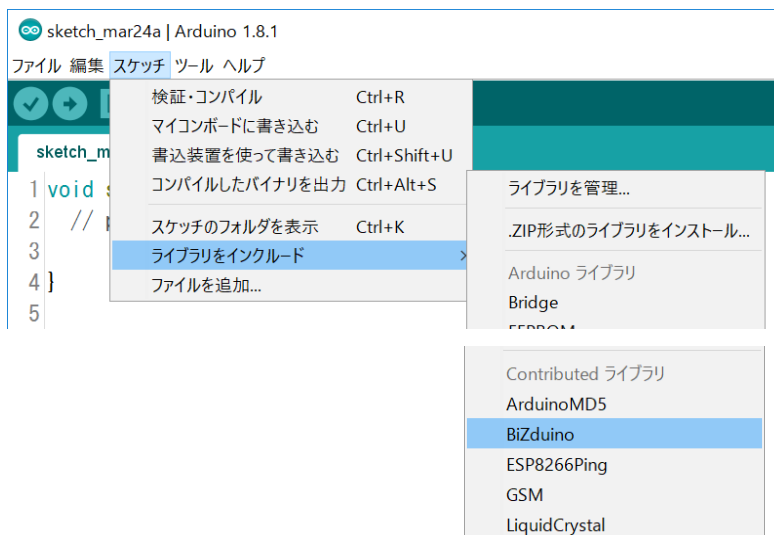 sketch_mar24a | Arduino 1.8.1
ファイル 編集 スケッチ ツール ヘルプ
検証・コンパイル Ctrl+R
マイコンボードに書き込む Ctrl+U
書込装置を使って書き込む Ctrl+Shift+U
コンパイルしたバイナリを出力 Ctrl+Alt+S
スケッチのフォルダを表示 Ctrl+K
ライブラリをインクルード
ファイルを追加...
sketch_m
1 void
2 //
3
4 }
5
ライブラリを管理...
.ZIP形式のライブラリをインストール...
Arduino ライブラリ
Bridge
Contributed ライブラリ
ArduinoMD5
BiZduino
ESP8266Ping
GSM
LiquidCrystal